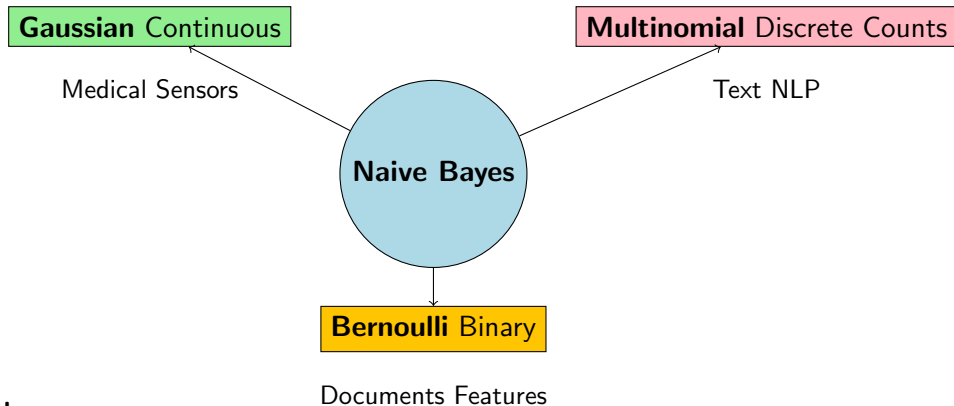 Gaussian Continuous
Multinomial Discrete Counts
Medical Sensors
Text NLP
Naive Bayes
Bernoulli Binary
Documents Features
.